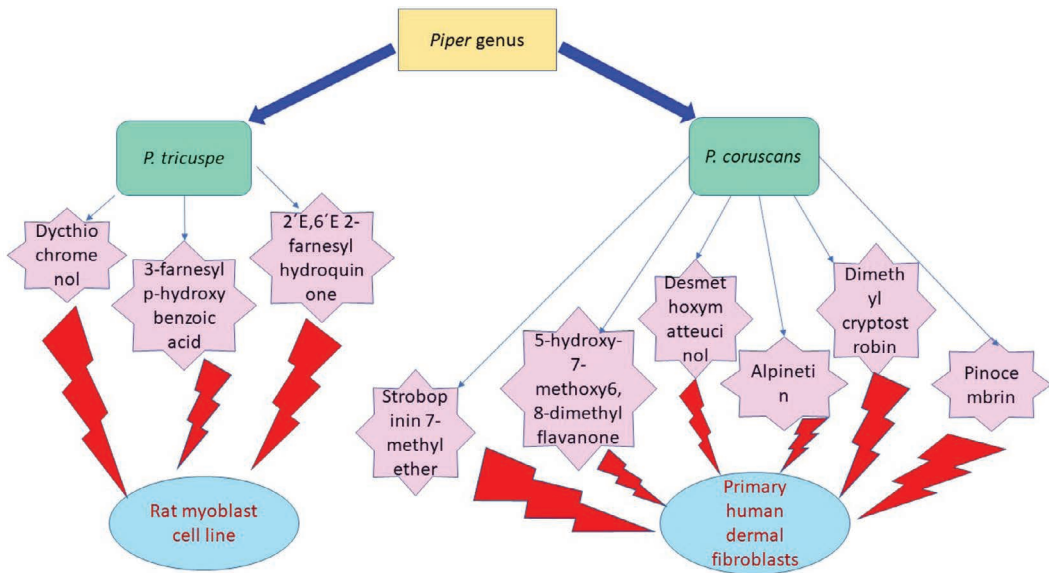 Piper genus
P. tricuspe
P. coruscans
Dycthio
chrome
nol
3-farnesyl
p-hydroxy
benzoic
acid
2´E,6´E 2-
farnesyl
hydroquin
one
Strobop
inin 7-
methyl
ether
5-hydroxy-
7-
methoxy6,
8-dimethyl
flavanone
Desmet
hoxym
atteuci
nol
Alpineti
n
Dimethy
l
cryptost
robin
Pinoce
mbrin
Rat myoblast
cell line
Primary
human
dermal
fibroblasts